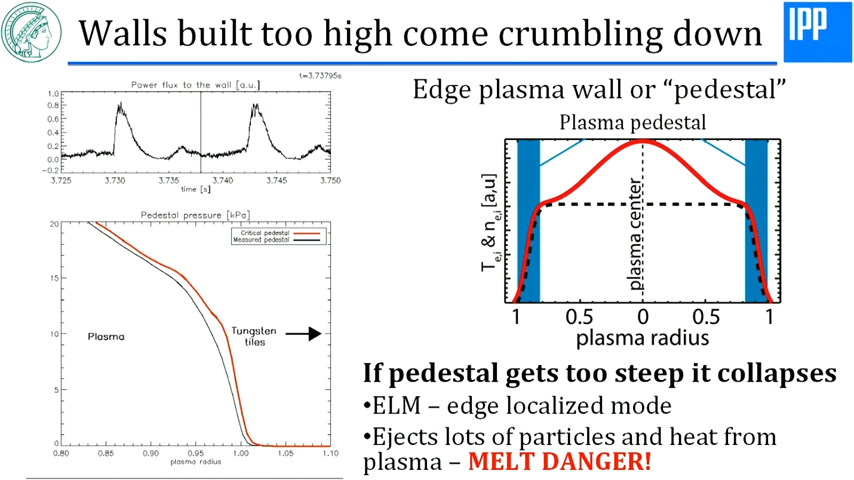 Walls built too high come crumbling down
IPP
t=3.73795s
Power flux to the wall [a.u.]
1.0
0.8
0.6
0.4
0.2
0.0
-0.2
3.725 3.730 3.735 3.740 3.745 3.750
time [s]
Pedestal pressure [kPa]
20
15
10
5
0
Critical pedestal
Measured pedestal
Plasma
Tungsten
tiles
0.80 0.85 0.90 0.95 1.00 1.05 1.10
plasma radius
Edge plasma wall or “pedestal”
Plasma pedestal
Te,i & ne,i [a,u]
plasma center
1 0.5 0 0.5 1
plasma radius
If pedestal gets too steep it collapses
•ELM – edge localized mode
•Ejects lots of particles and heat from
plasma – MELT DANGER!